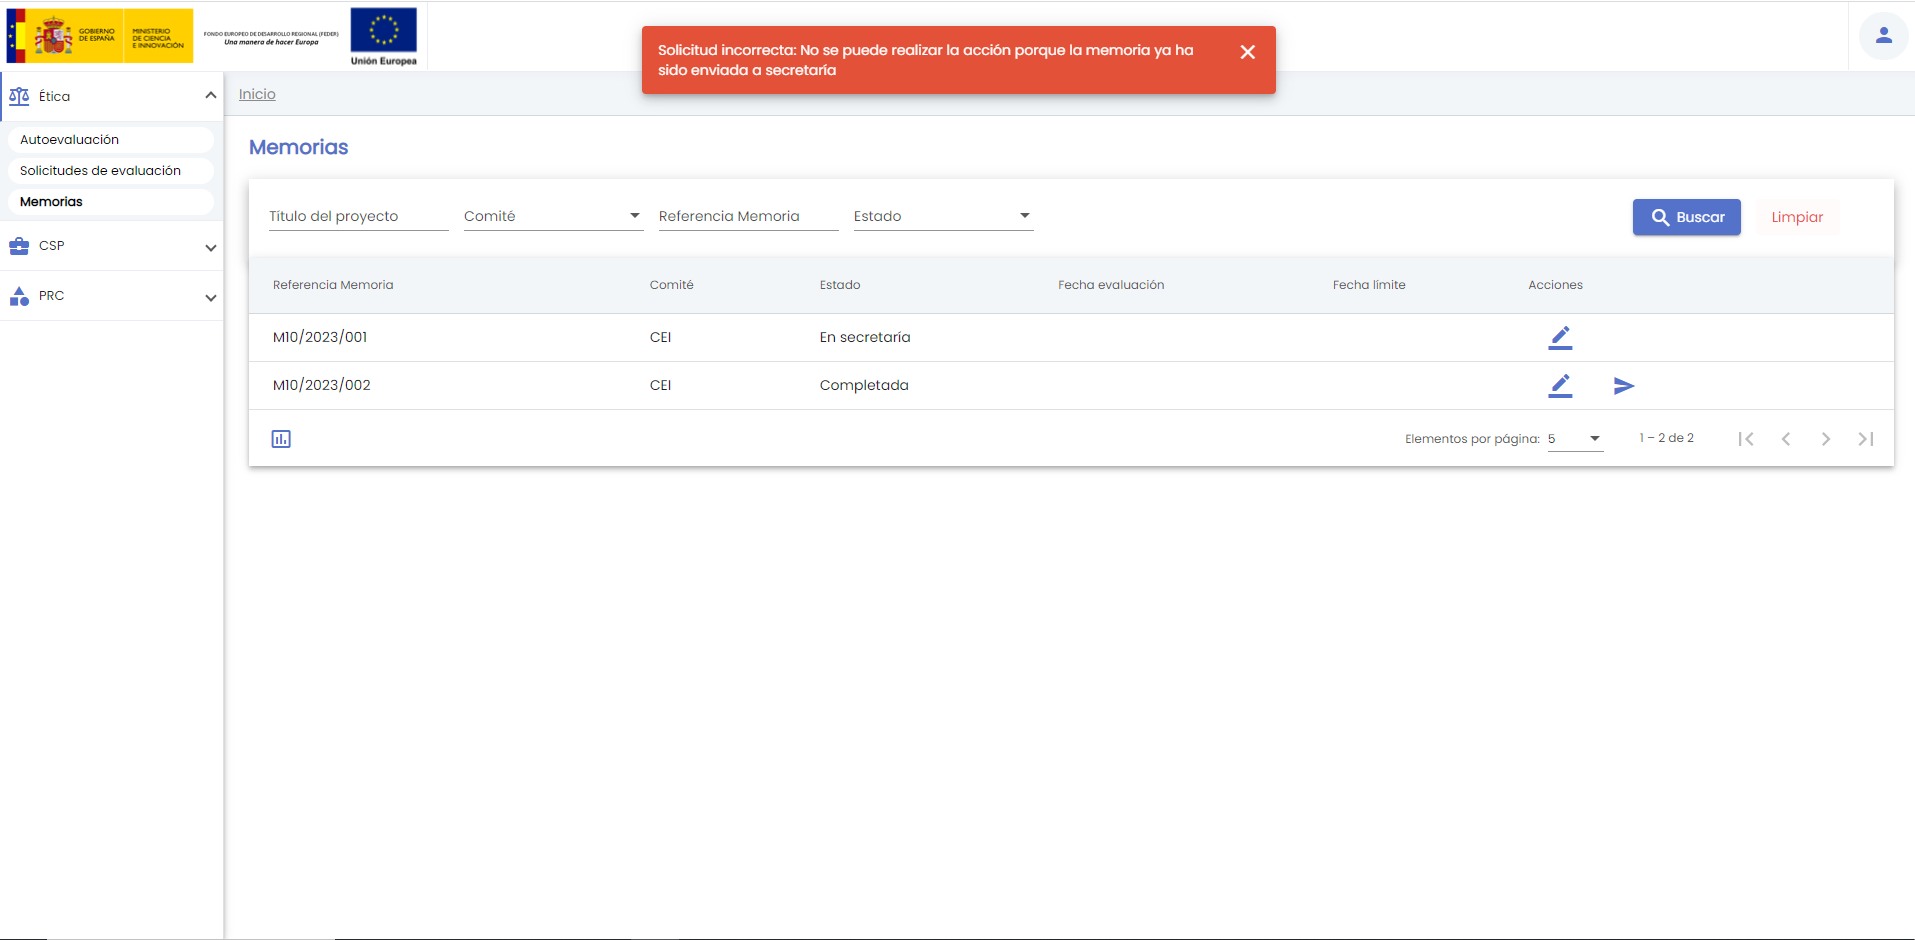 GOBIERNO
DE ESPAÑA
MINISTERIO
DE CIENCIA
E INNOVACIÓN
FONDO EUROPEO DE DESARROLLO REGIONAL (FEDER)
Una manera de hacer Europa
Unión Europea
Solicitud incorrecta: No se puede realizar la acción porque la memoria ya ha
sido enviada a secretaría
Ética
Autoevaluación
Solicitudes de evaluación
Memorias
CSP
PRC
Inicio
Memorias
Título del proyecto
Comité
Referencia Memoria
Estado
Buscar
Limpiar
Referencia Memoria Comité Estado Fecha evaluación Fecha límite Acciones
M10/2023/001 CEI En secretaría
M10/2023/002 CEI Completada
Elementos por página: 5 1 – 2 de 2